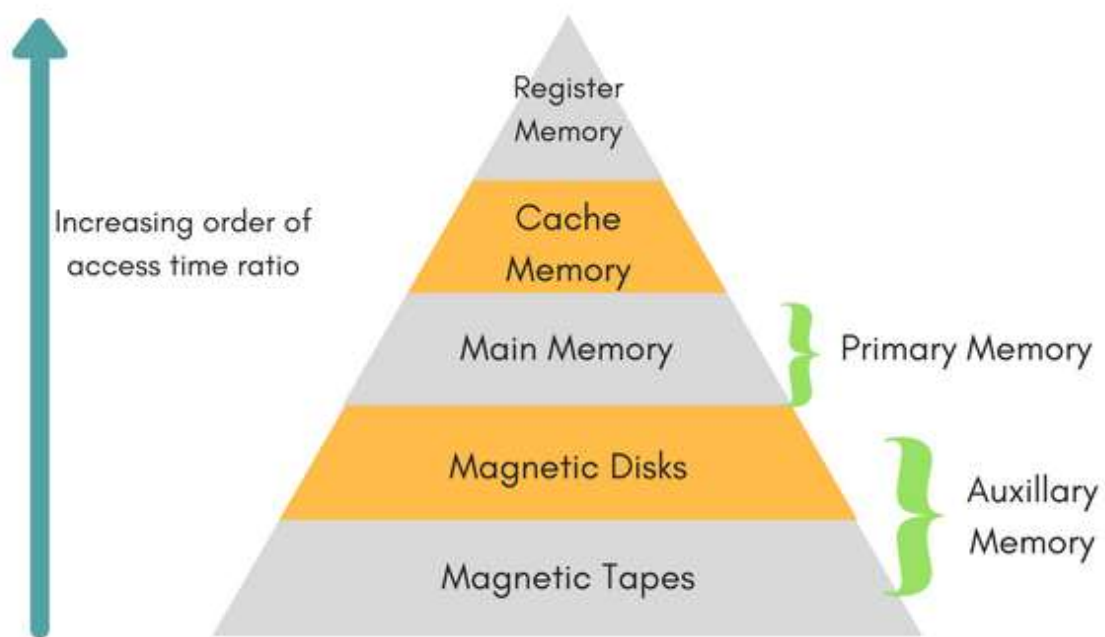 Register
Memory
Increasing order of
access time ratio
Cache
Memory
Main Memory
Primary Memory
Magnetic Disks
Auxillary
Memory
Magnetic Tapes